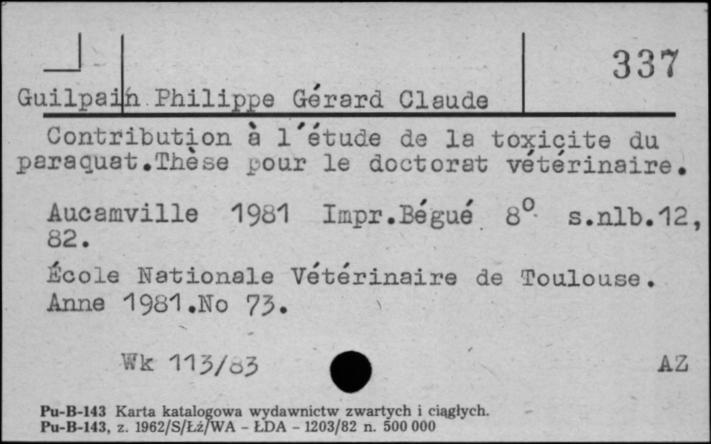 337
Guilpain Philippe Gérard Claude
Contribution à l'étude de la toxicite du
paraquat.Thèse pour le doctorat vétérinaire.
Aucamville 1981 Impr.Bégué 8° s.nlb.12,
82.
École Nationale Vétérinaire de Toulouse.
Anne 1981.No 73.
Wk 113/83 AZ
Pu-B-143 Karta katalogowa wydawnictw zwartych i ciągłych.
Pu-B-143, z. 1962/S/Łż/WA – ŁDA – 1203/82 n. 500 000